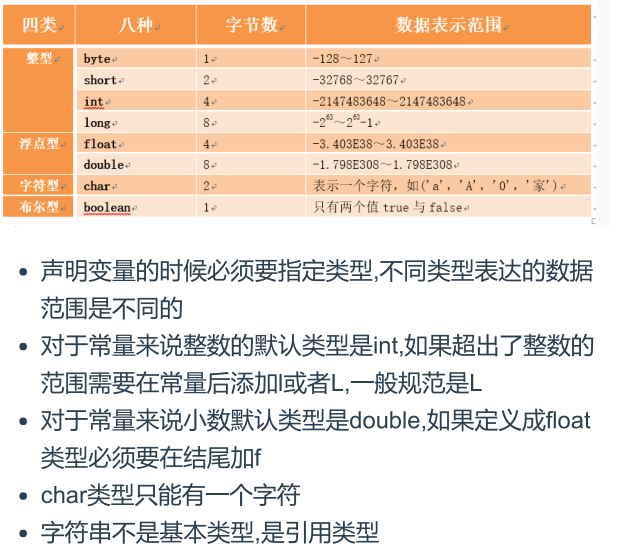 四类 八种 字节数 数据表示范围
整型 byte 1 -128～127
short 2 -32768～32767
int 4 -2147483648～2147483648
long 8 -2⁶³～2⁶³-1
浮点型 float 4 -3.403E38～3.403E38
double 8 -1.798E308～1.798E308
字符型 char 2 表示一个字符，如('a'，'A'，'0'，'家')
布尔型 boolean 1 只有两个值 true 与 false
• 声明变量的时候必须要指定类型,不同类型表达的数据
范围是不同的
• 对于常量来说整数的默认类型是int,如果超出了整数的
范围需要在常量后添加l或者L,一般规范是L
• 对于常量来说小数默认类型是double,如果定义成float
类型必须要在结尾加f
• char类型只能有一个字符
• 字符串不是基本类型,是引用类型